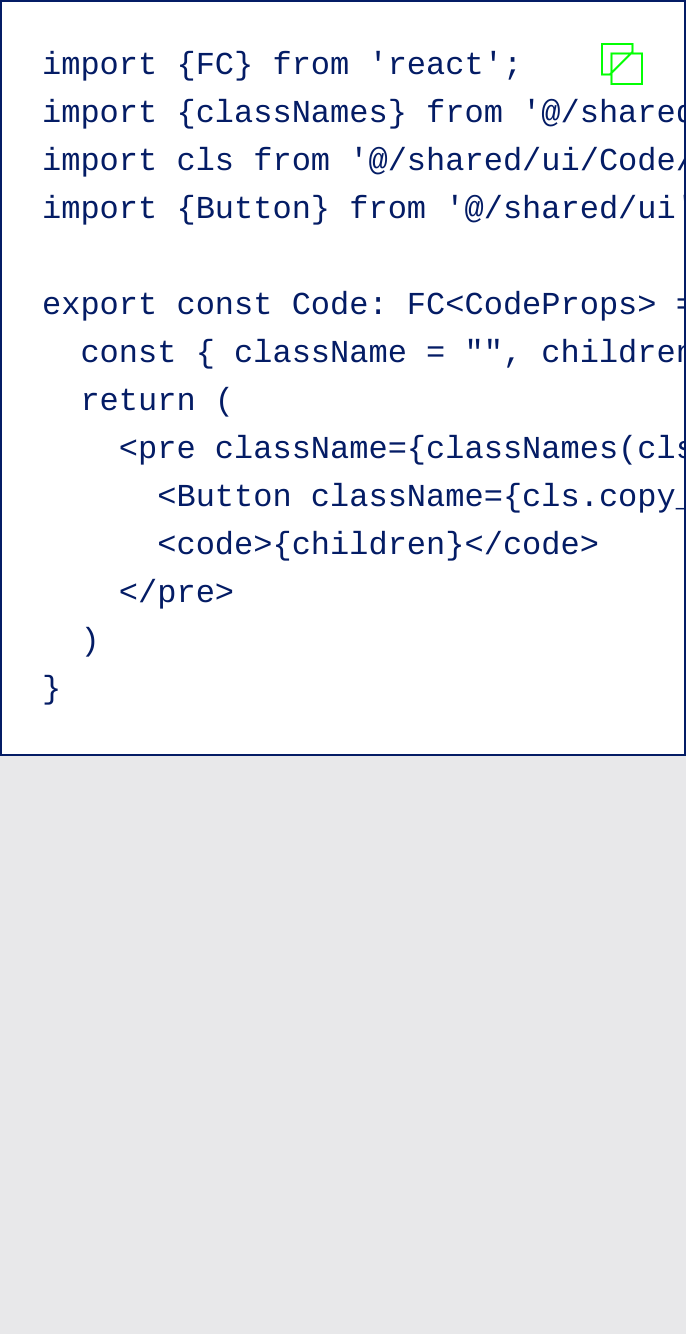 import {FC} from 'react';
import {classNames} from '@/shared
import cls from '@/shared/ui/Code/
import {Button} from '@/shared/ui'

export const Code: FC<CodeProps> =
  const { className = "", children
  return (
    <pre className={classNames(cls
      <Button className={cls.copy_
      <code>{children}</code>
    </pre>
  )
}